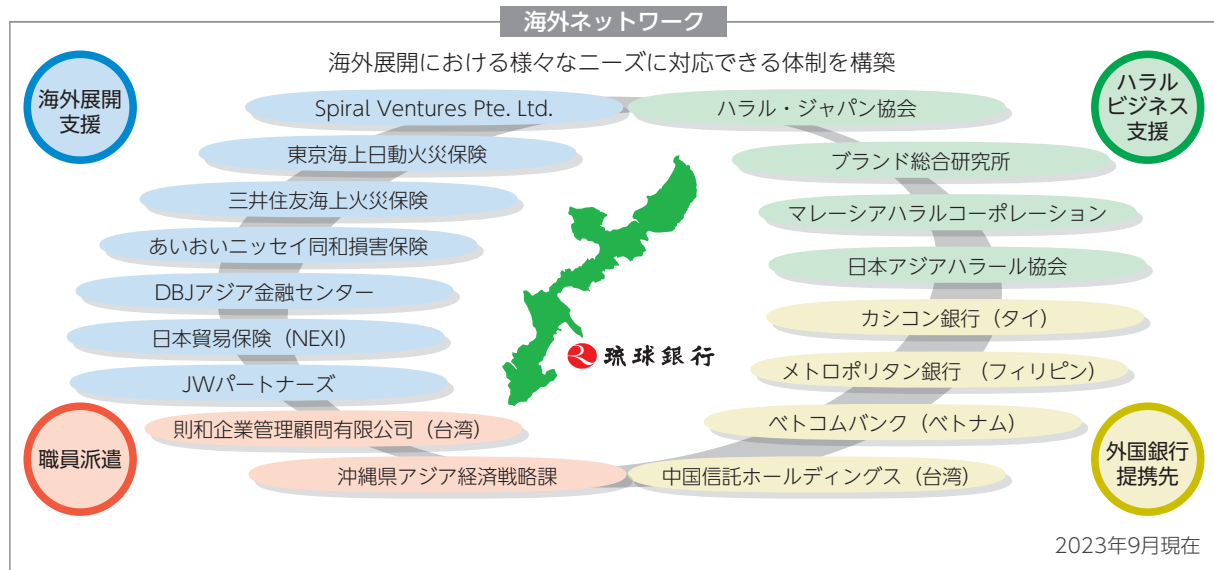 海外ネットワーク
海外展開における様々なニーズに対応できる体制を構築
海外展開
支援
Spiral Ventures Pte. Ltd.
東京海上日動火災保険
三井住友海上火災保険
あいおいニッセイ同和損害保険
DBJアジア金融センター
日本貿易保険（NEXI）
JWパートナーズ
職員派遣
則和企業管理顧問有限公司（台湾）
沖縄県アジア経済戦略課
琉球銀行
ハラル
ビジネス
支援
ハラル・ジャパン協会
ブランド総合研究所
マレーシアハラルコーポレーション
日本アジアハラール協会
カシコン銀行（タイ）
メトロポリタン銀行　（フィリピン）
ベトコムバンク（ベトナム）
中国信託ホールディングス（台湾）
外国銀行
提携先
2023年9月現在